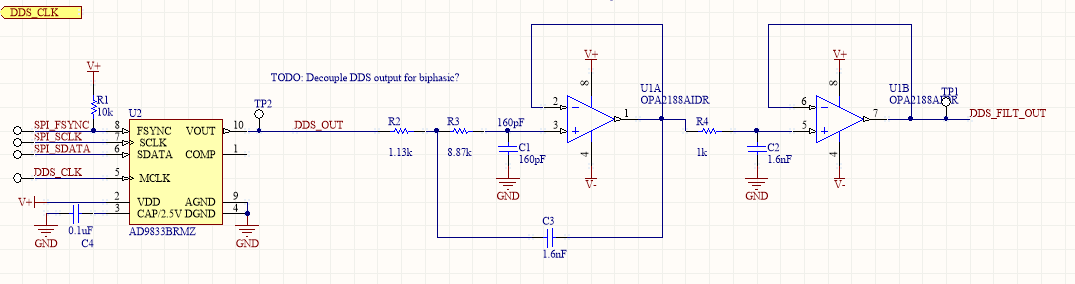 DDS_CLK
TODO: Decouple DDS output for biphasic?
V+
R1
10k
U2
SPI_FSYNC
SPI_SCLK
SPI_SDATA
DDS_CLK
8
7
6
5
2
3
FSYNC
SCLK
SDATA
MCLK
VDD
CAP/2.5V
VOUT
COMP
AGND
DGND
10
1
9
4
AD9833BRMZ
V+
GND
0.1uF
C4
GND
TP2
DDS_OUT
R2
1.13k
R3
8.87k
160pF
C1
160pF
GND
C3
1.6nF
V+
8
U1A
OPA2188AIDR
2
3
1
4
V-
R4
1k
C2
1.6nF
GND
V+
8
U1B
OPA2188AIDR
6
5
7
4
V-
TP1
DDS_FILT_OUT